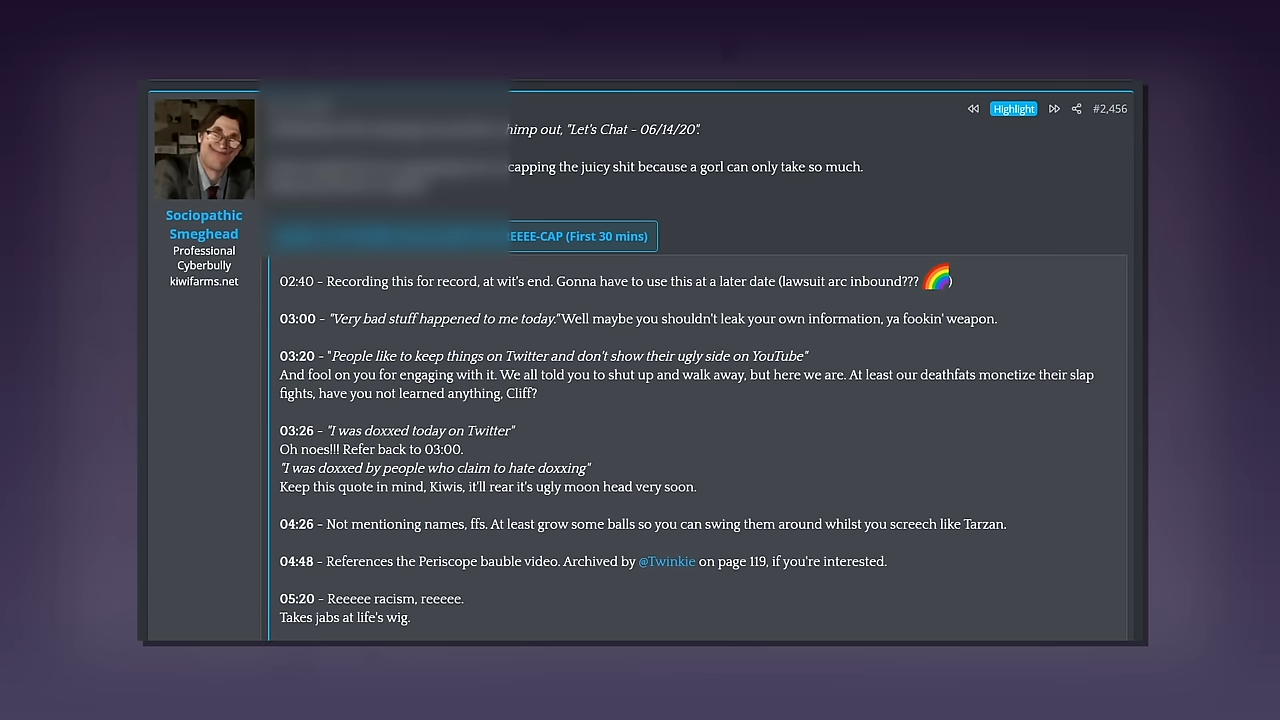 himp out, "Let's Chat - 06/14/20".
Highlight
#2,456
capping the juicy shit because a gorl can only take so much.
Sociopathic
Smeghead
Professional
Cyberbully
kiwifarms.net
EEEE-CAP (First 30 mins)
02:40 - Recording this for record, at wit's end. Gonna have to use this at a later date (lawsuit arc inbound??? 🌈)
03:00 - "Very bad stuff happened to me today." Well maybe you shouldn't leak your own information, ya fookin' weapon.
03:20 - "People like to keep things on Twitter and don't show their ugly side on YouTube"
And fool on you for engaging with it. We all told you to shut up and walk away, but here we are. At least our deathfats monetize their slap
fights, have you not learned anything, Cliff?
03:26 - "I was doxxed today on Twitter"
Oh noes!!! Refer back to 03:00.
"I was doxxed by people who claim to hate doxxing"
Keep this quote in mind, Kiwis, it'll rear it's ugly moon head very soon.
04:26 - Not mentioning names, ffs. At least grow some balls so you can swing them around whilst you screech like Tarzan.
04:48 - References the Periscope bauble video. Archived by @Twinkie on page 119, if you're interested.
05:20 - Reeeee racism, reeeee.
Takes jabs at life's wig.